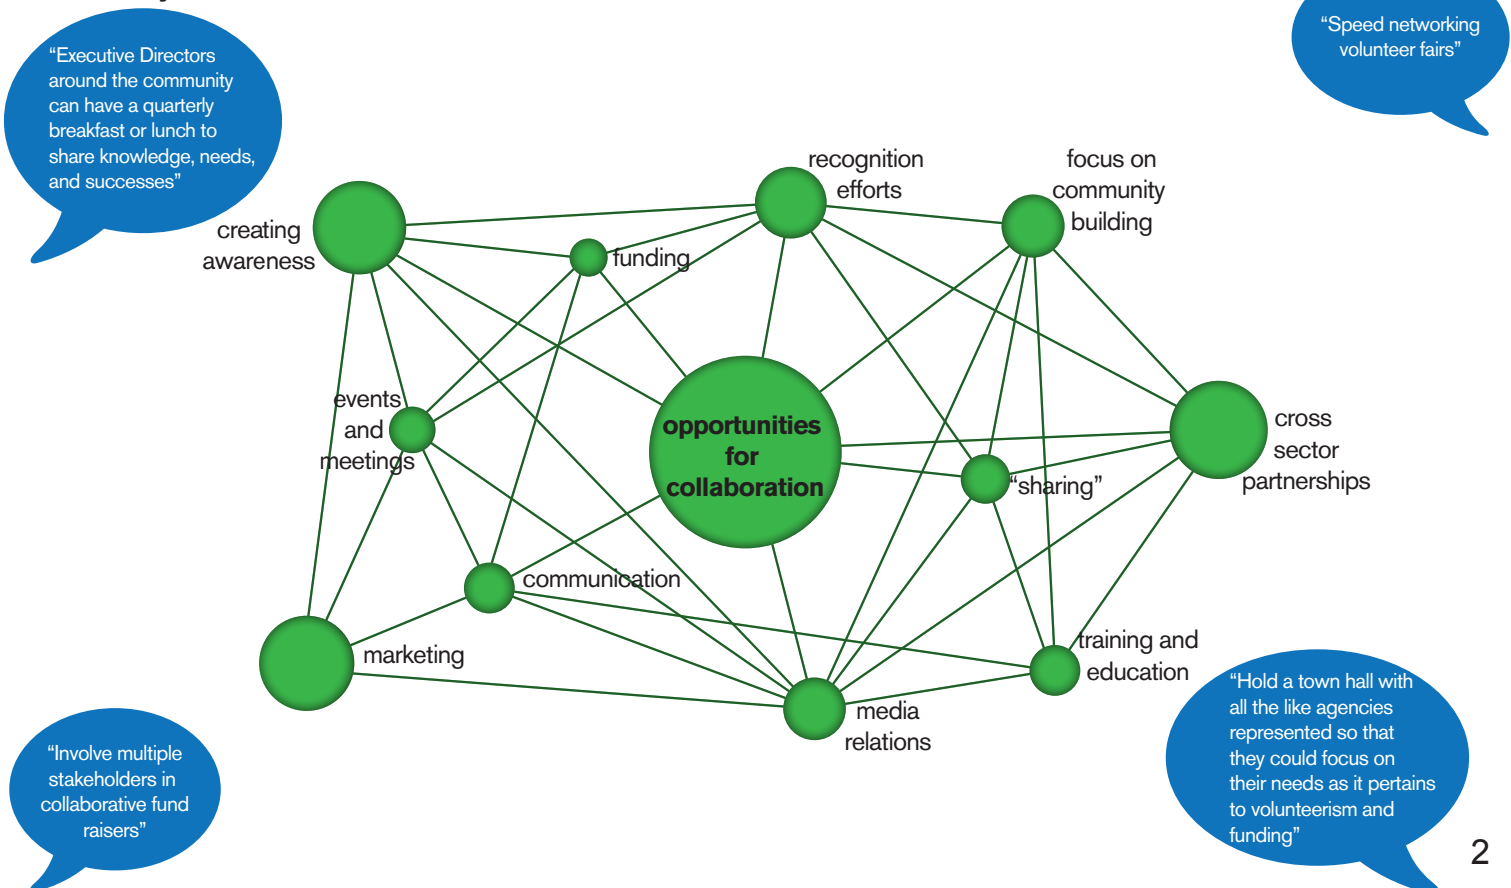 “Executive Directors
around the community
can have a quarterly
breakfast or lunch to
share knowledge, needs,
and successes”
“Speed networking
volunteer fairs”
recognition
efforts
focus on
community
building
creating
awareness
funding
events
and
meetings
opportunities
for
collaboration
“sharing”
cross
sector
partnerships
communication
marketing
training and
education
media
relations
“Involve multiple
stakeholders in
collaborative fund
raisers”
“Hold a town hall with
all the like agencies
represented so that
they could focus on
their needs as it pertains
to volunteerism and
funding”
2